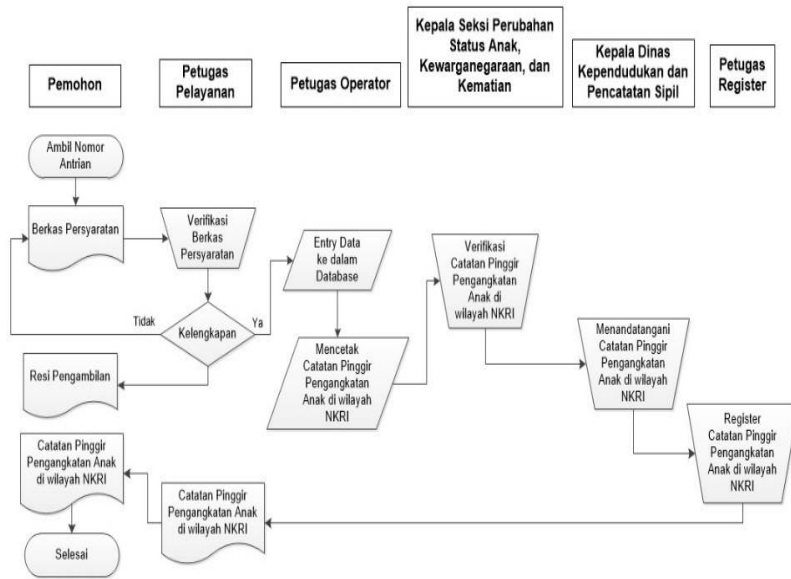 Pemohon
Petugas
Pelayanan
Petugas Operator
Kepala Seksi Perubahan
Status Anak,
Kewarganegaraan, dan
Kematian
Kepala Dinas
Kependudukan dan
Pencatatan Sipil
Petugas
Register
Ambil Nomor
Antrian
Berkas Persyaratan
Verifikasi
Berkas
Persyaratan
Entry Data
ke dalam
Database
Verifikasi
Catatan Pinggir
Pengangkatan
Anak di
wilayah NKRI
Tidak
Kelengkapan
Ya
Mencetak
Catatan Pinggir
Pengangkatan
Anak di wilayah
NKRI
Menandatangani
Catatan Pinggir
Pengangkatan
Anak di wilayah
NKRI
Resi Pengambilan
Register
Catatan Pinggir
Pengangkatan
Anak di wilayah
NKRI
Catatan Pinggir
Pengangkatan Anak
di wilayah NKRI
Catatan Pinggir
Pengangkatan Anak
di wilayah NKRI
Selesai